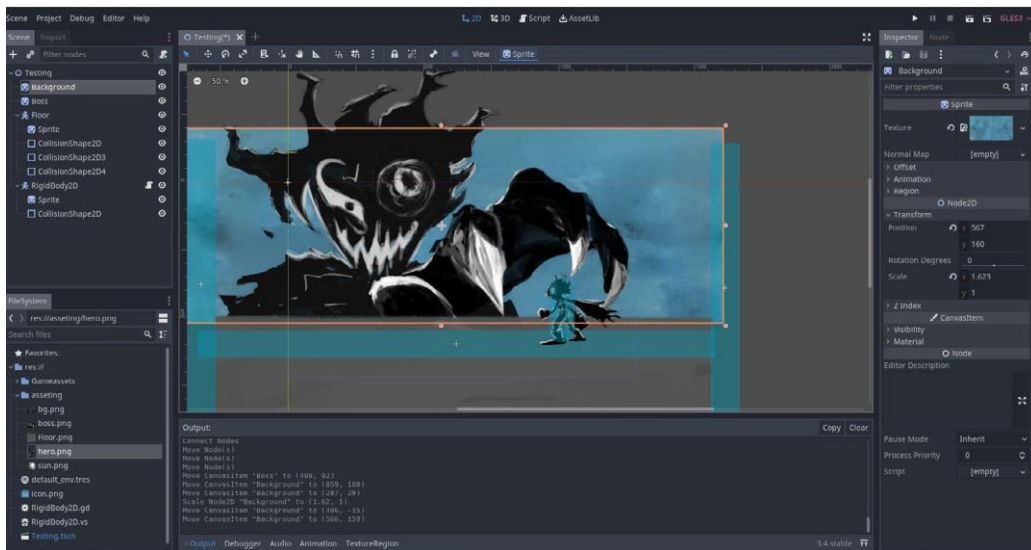 Scene Project Debug Editor Help
2D 3D Script AssetLib
GLES3
Scene Import
Filter nodes
Testing
Background
Boss
Floor
Sprite
CollisionShape2D
CollisionShape2D3
CollisionShape2D4
RigidBody2D
Sprite
CollisionShape2D
FileSystem
res://asseting/hero.png
Search files
Favorites:
res://
Gameassets
asseting
bg.png
boss.png
Floor.png
hero.png
sun.png
default_env.tres
icon.png
RigidBody2D.gd
RigidBody2D.vs
Testing.tscn
Testing(*) X +
View Sprite
50 %
Output:
Copy Clear
Connect Nodes
Move Node(s)
Move Node(s)
Move Node(s)
Move CanvasItem "Boss" to (490, 92)
Move CanvasItem "Background" to (859, 180)
Move CanvasItem "Background" to (207, 20)
Scale Node2D "Background" to (1.62, 1)
Move CanvasItem "Background" to (496, -15)
Move CanvasItem "Background" to (566, 159)
Output Debugger Audio Animation TextureRegion
3.4.stable
Inspector Node
Background
Filter properties
Sprite
Texture
Normal Map [empty]
Offset
Animation
Region
Node2D
Transform
Position x 567
y 160
Rotation Degrees 0
Scale x 1.623
y 1
Z Index
CanvasItem
Visibility
Material
Node
Editor Description
Pause Mode Inherit
Process Priority 0
Script [empty]